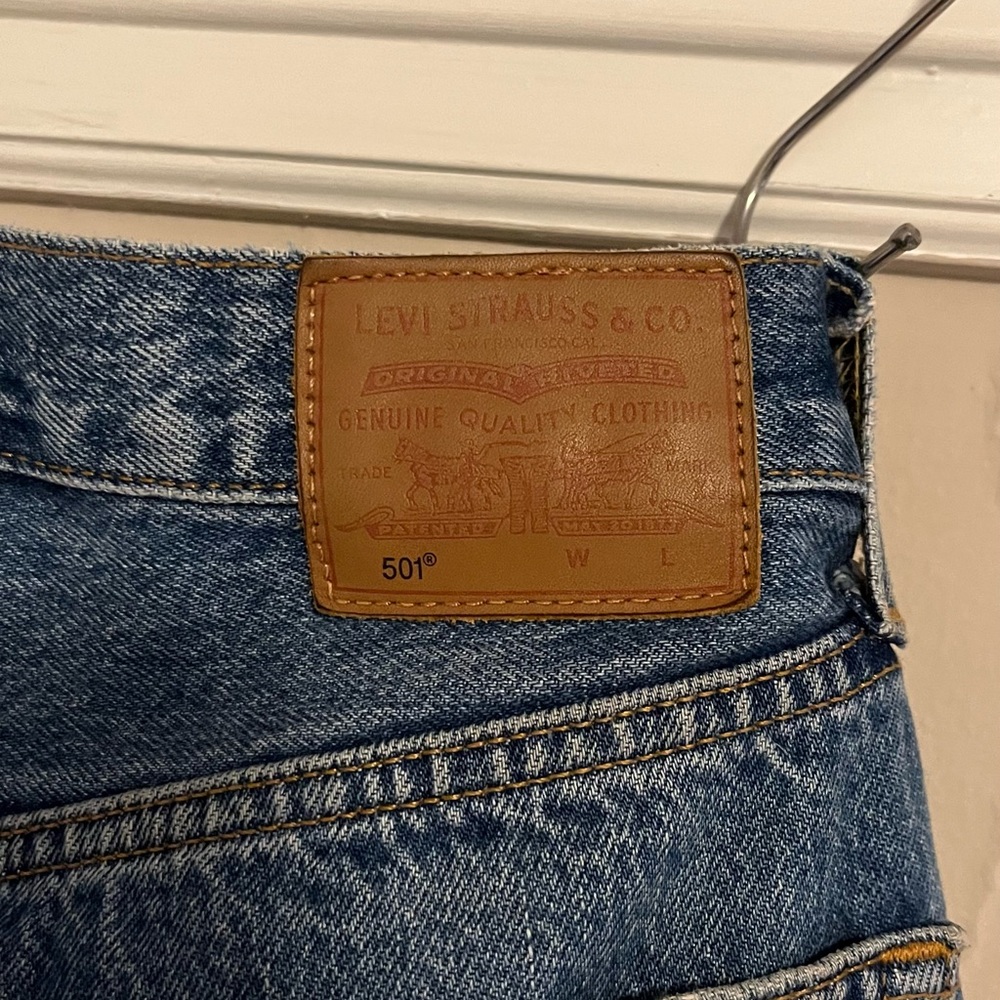 LEVI STRAUSS & CO.
SAN FRANCISCO CAL.
ORIGINAL RIVETED
GENUINE QUALITY CLOTHING
TRADE MARK
PATENTED MAY 20 1873
501® W L